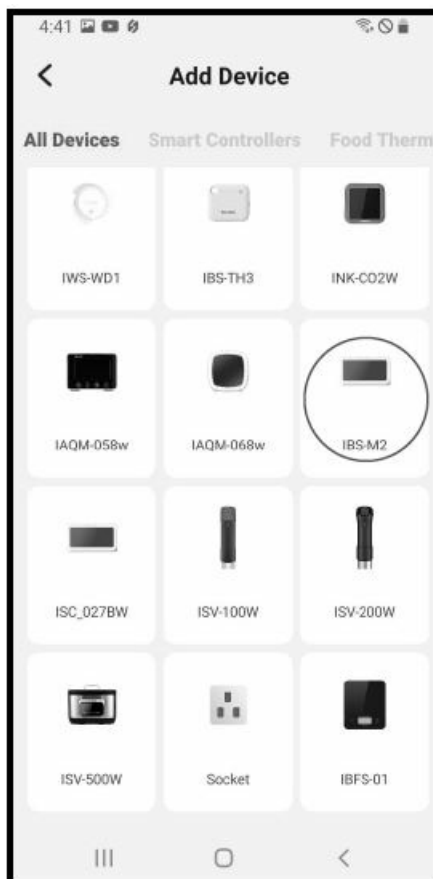 4:41
Add Device
All Devices Smart Controllers Food Therm
IWS-WD1 IBS-TH3 INK-CO2W
IAQM-058w IAQM-068w IBS-M2
ISC_027BW ISV-100W ISV-200W
ISV-500W Socket IBFS-01